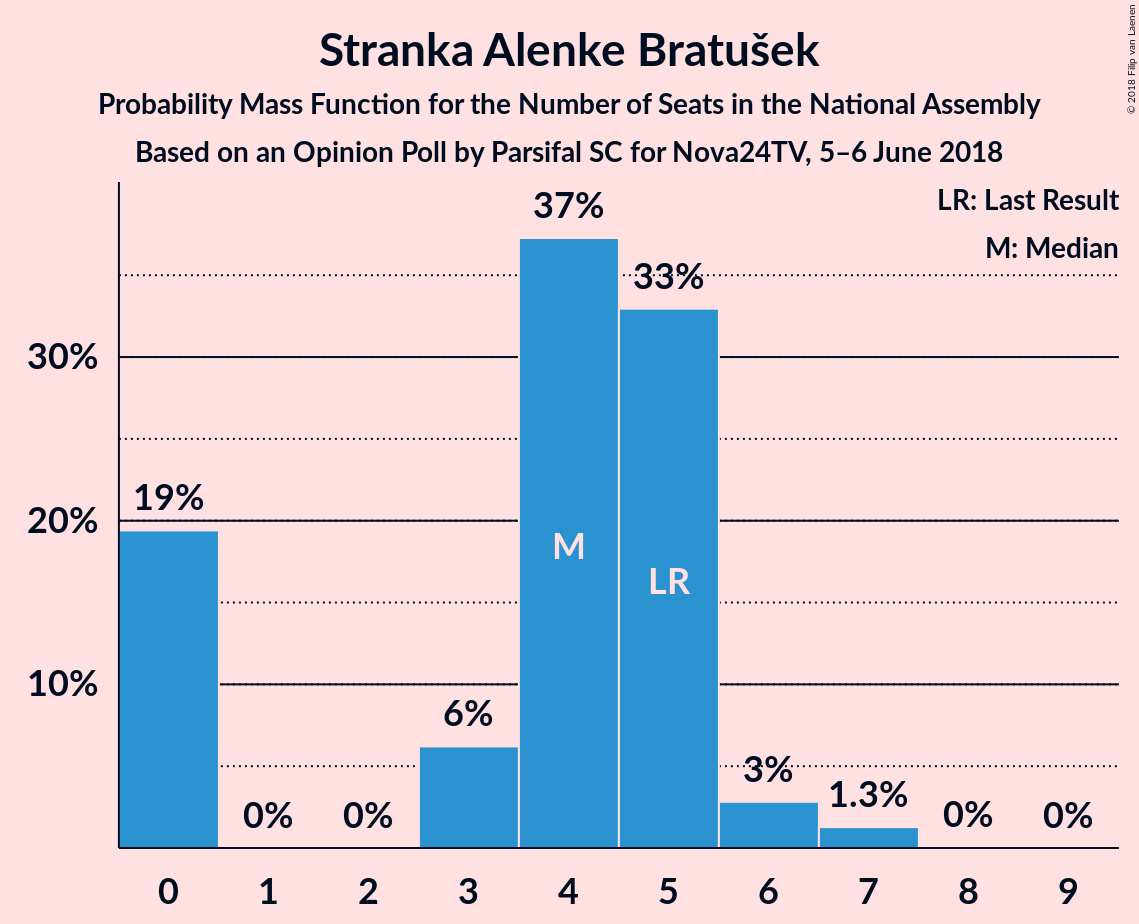 Stranka Alenke Bratušek
Probability Mass Function for the Number of Seats in the National Assembly
Based on an Opinion Poll by Parsifal SC for Nova24TV, 5–6 June 2018
© 2018 Filip van Laenen
LR: Last Result
M: Median
37%
33%
30%
19%
20%
M
LR
10%
6%
3%
1.3%
0%
0%
0%
0%
0 1 2 3 4 5 6 7 8 9